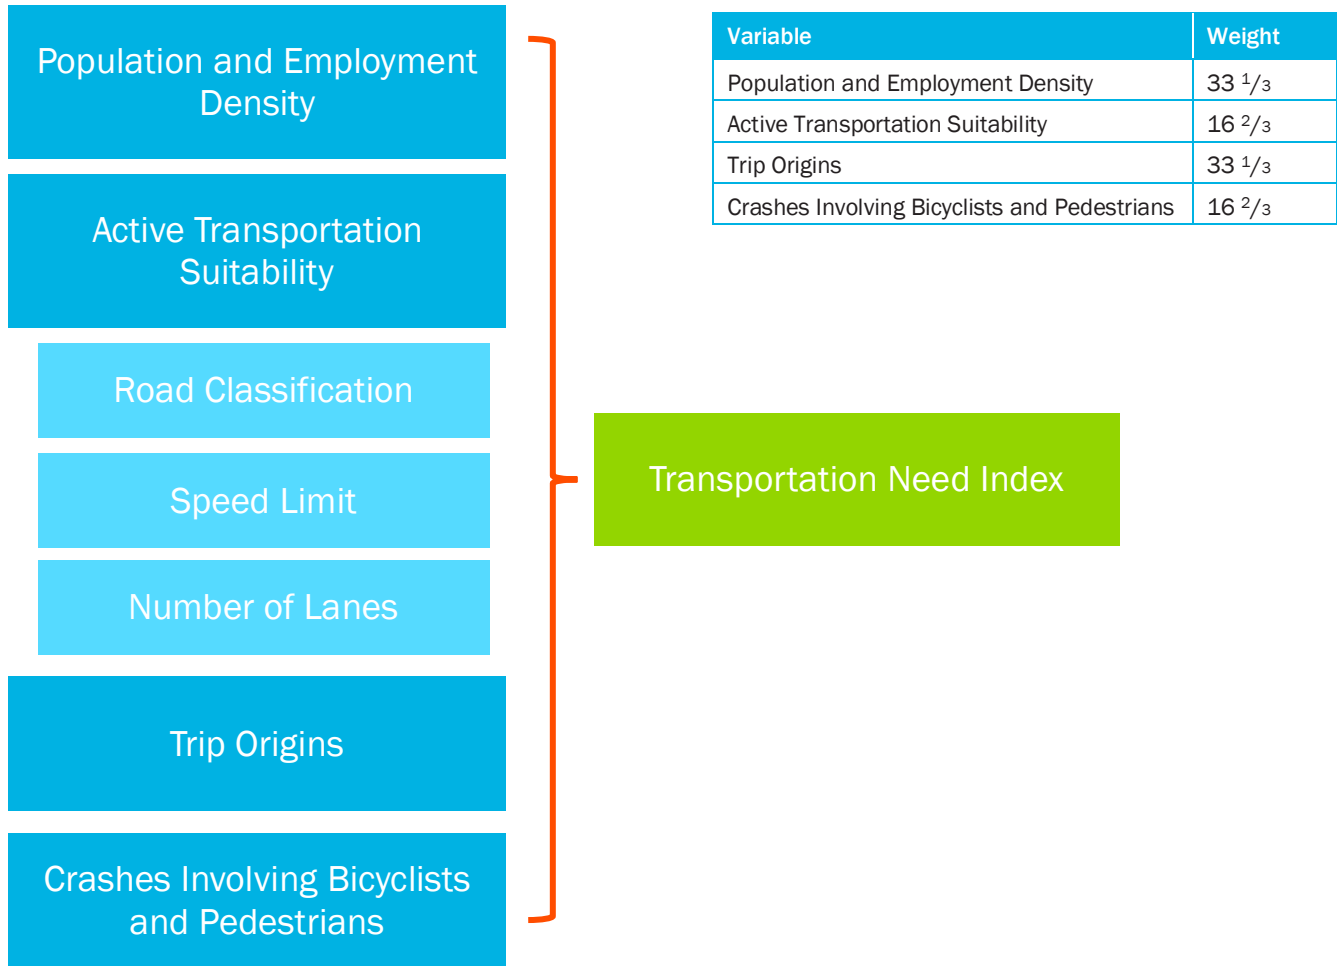 Population and Employment
Density
Active Transportation
Suitability
Road Classification
Speed Limit
Number of Lanes
Trip Origins
Crashes Involving Bicyclists
and Pedestrians
Transportation Need Index
Variable Weight
Population and Employment Density 33 1/3
Active Transportation Suitability 16 2/3
Trip Origins 33 1/3
Crashes Involving Bicyclists and Pedestrians 16 2/3